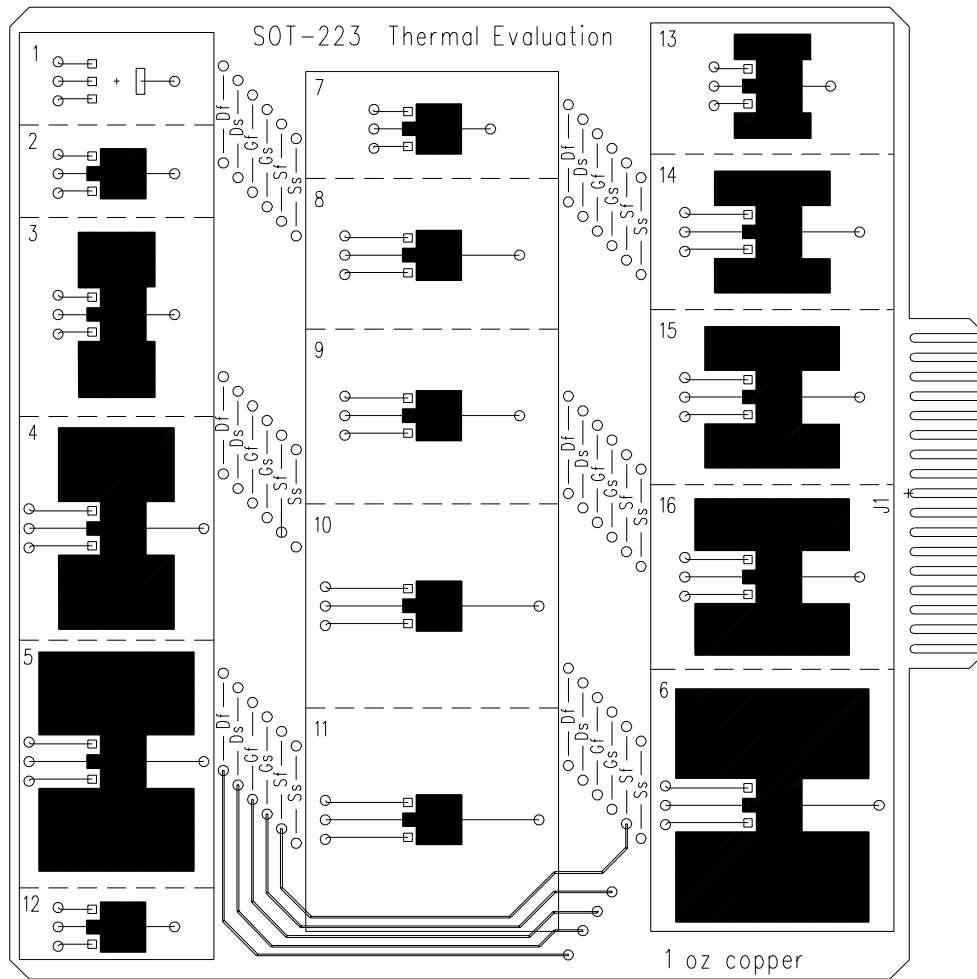 SOT-223 Thermal Evaluation
1
2
3
4
5
12
Df
Ds
Gf
Gs
Sf
Ss
Df
Ds
Gf
Gs
Sf
Ss
Df
Ds
Gf
Gs
Sf
Ss
7
8
9
10
11
Df
Ds
Gf
Gs
Sf
Ss
Df
Ds
Gf
Gs
Sf
Ss
Df
Ds
Gf
Gs
Sf
Ss
13
14
15
16
6
J1
1 oz copper